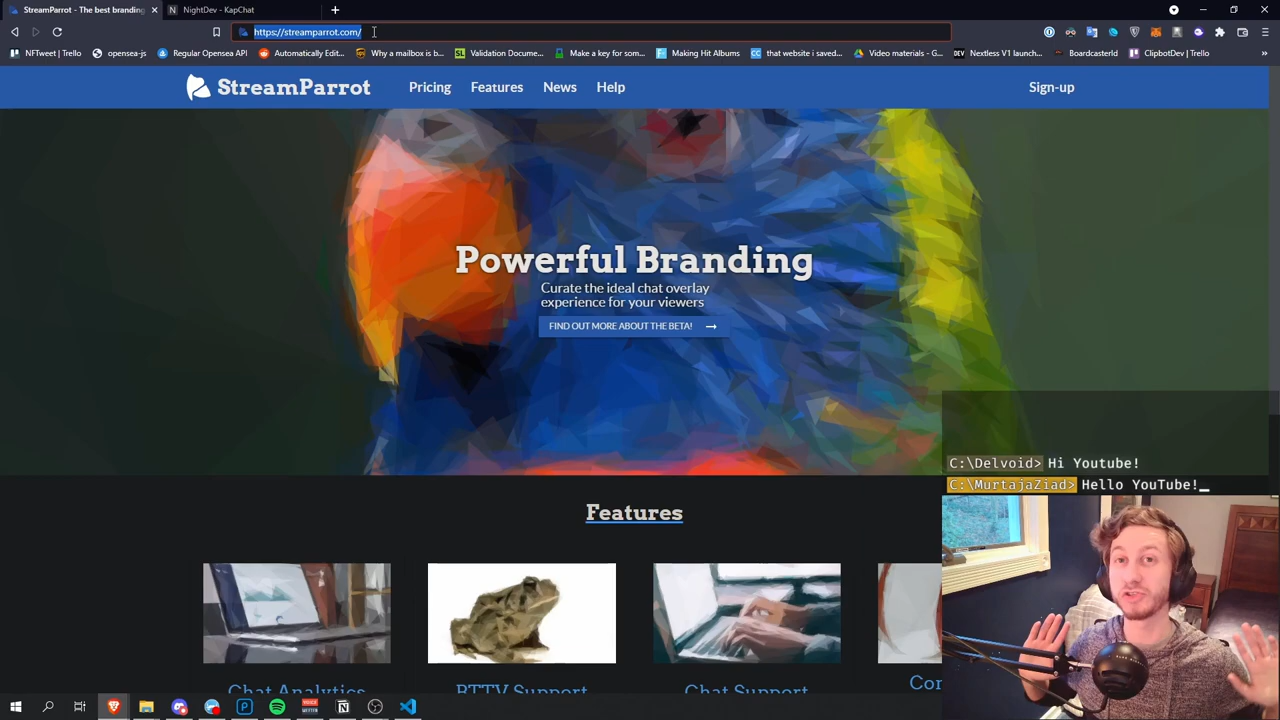 StreamParrot - The best branding
NightDev - KapChat
https://streamparrot.com/
NFTweet | Trello
opensea-js
Regular OpenseaAI
Automatically Edit...
Why a mailbox is b...
Validation Docume...
Make a key for som...
Making Hit Albums
that website i saved...
Video materials - G...
Nextless V1 launch...
BoardcasterId
ClipbotDev | Trello
StreamParrot
Pricing
Features
News
Help
Sign-up
Powerful Branding
Curate the ideal chat overlay
experience for your viewers
FIND OUT MORE ABOUT THE BETA!
C:\Delvoid> Hi Youtube!
C:\MurtajaZiad> Hello YouTube!_
Features
Chat Analytics
BTTV Support
Chat Support